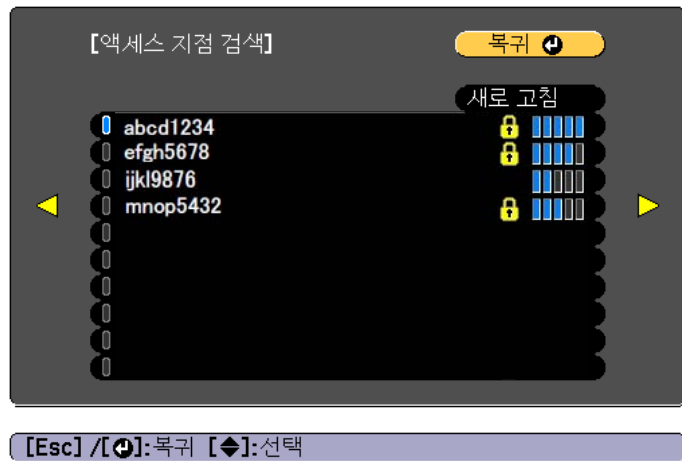 [액세스 지점 검색]
복귀
새로 고침
abcd1234
efgh5678
ijkl9876
mnop5432
[Esc] /[⏎]:복귀 [◆]:선택